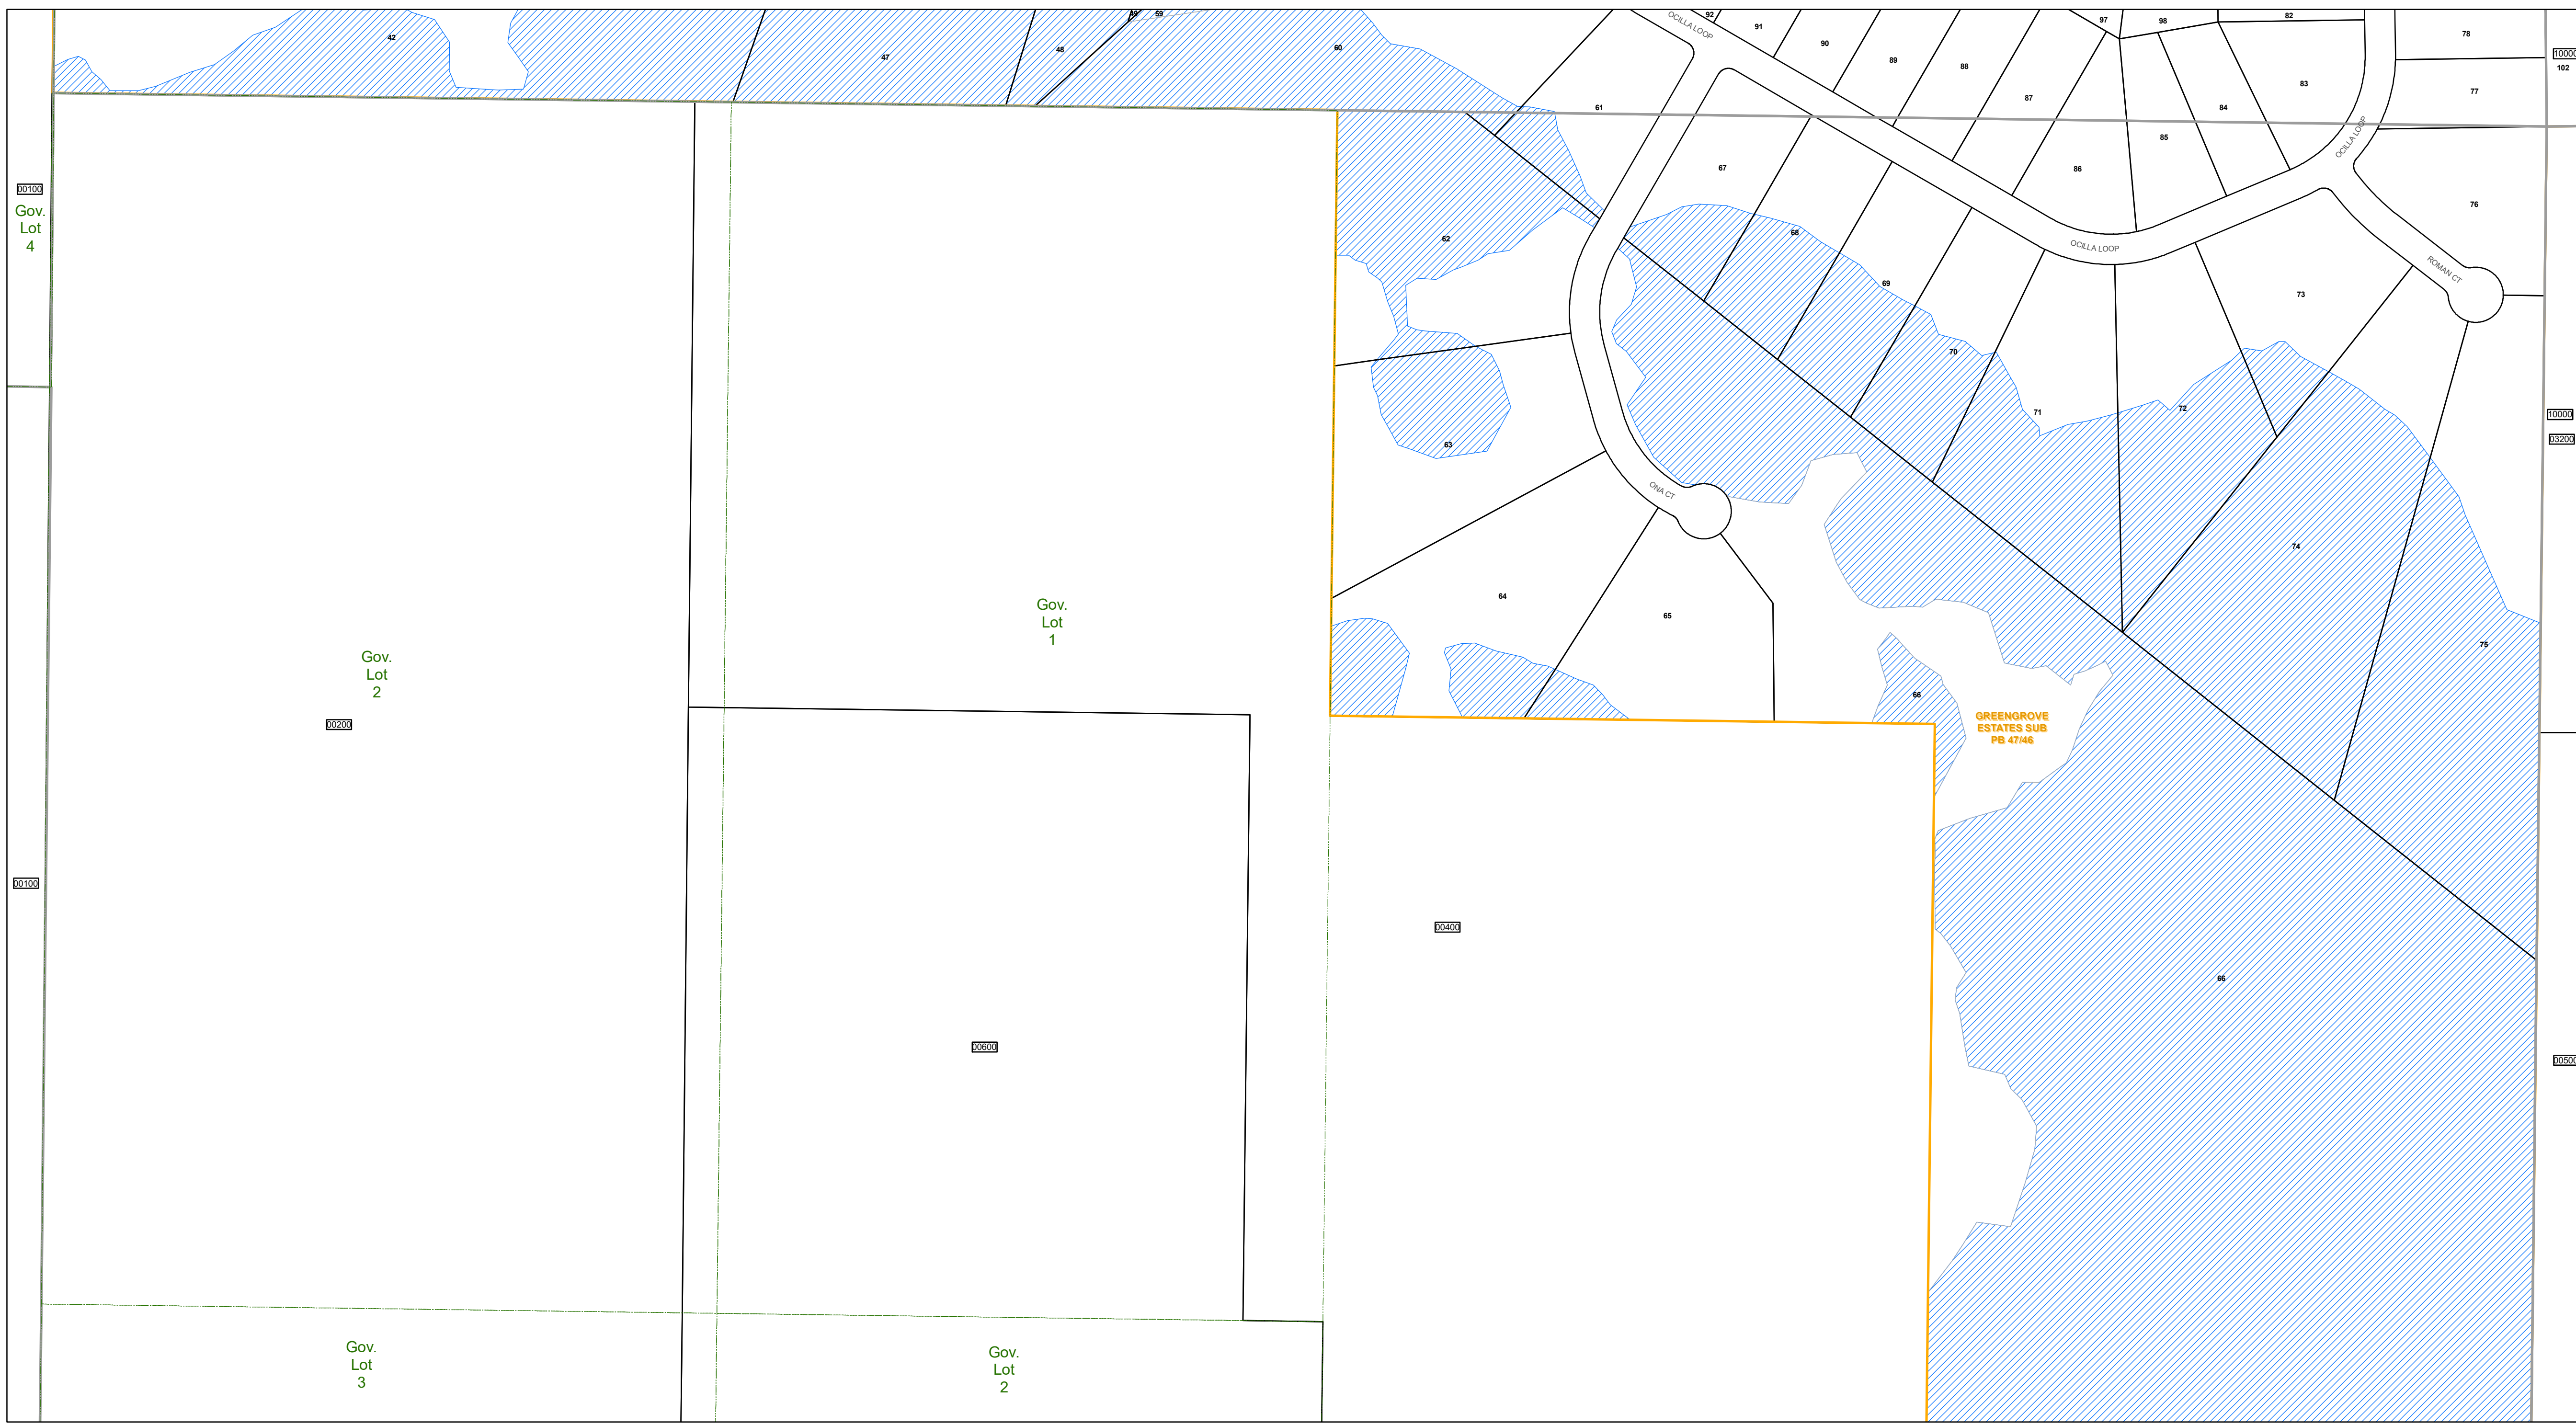 42
47
48
49
59
60
OCILLA LOOP
92
91
90
89
88
87
97
98
82
78
10000
102
61
83
77
84
85
OCILLA LOOP
67
86
76
00100
Gov.
Lot
4
62
68
OCILLA LOOP
ROMAN CT
69
73
70
71
72
10000
03200
63
ONA CT
74
64
65
Gov.
Lot
1
75
Gov.
Lot
2
66
00200
GREENGROVE
ESTATES SUB
PB 47/46
00100
00400
66
00600
00500
Gov.
Lot
3
Gov.
Lot
2